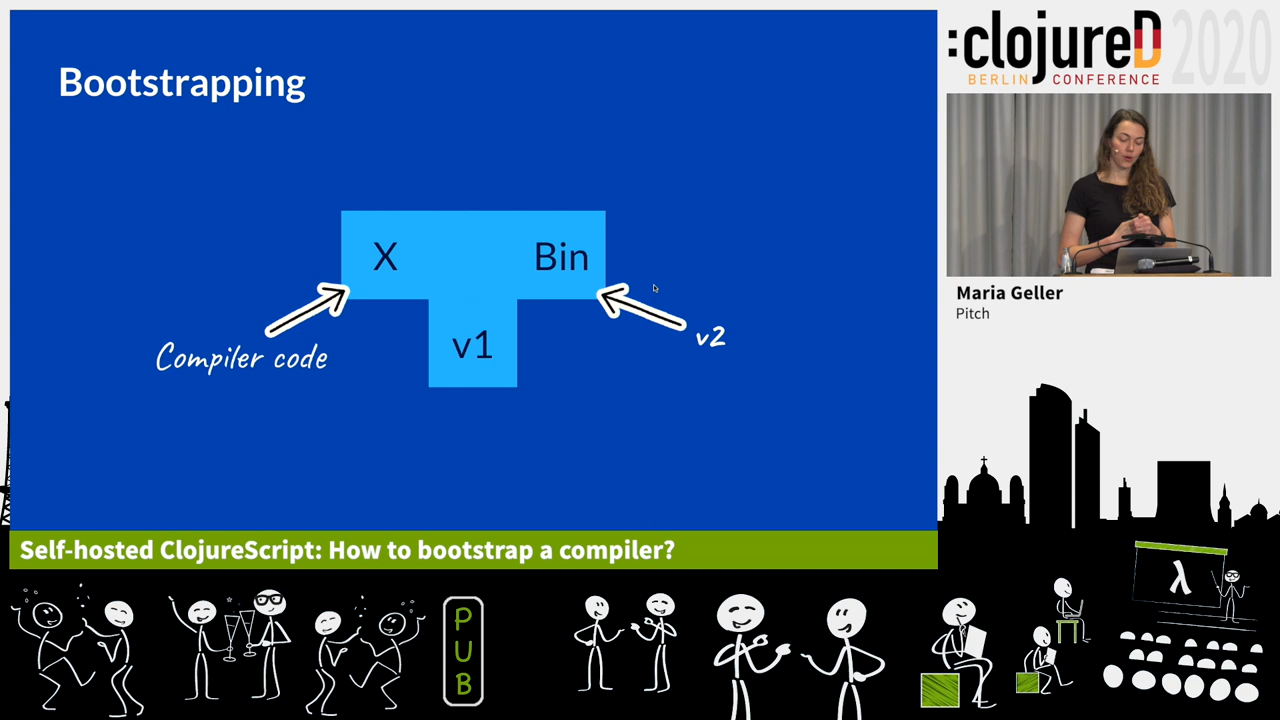 Bootstrapping
X
Bin
v1
Compiler code
v2
:clojureD 2020
BERLIN CONFERENCE
Maria Geller
Pitch
Self-hosted ClojureScript: How to bootstrap a compiler?
PUB
λ